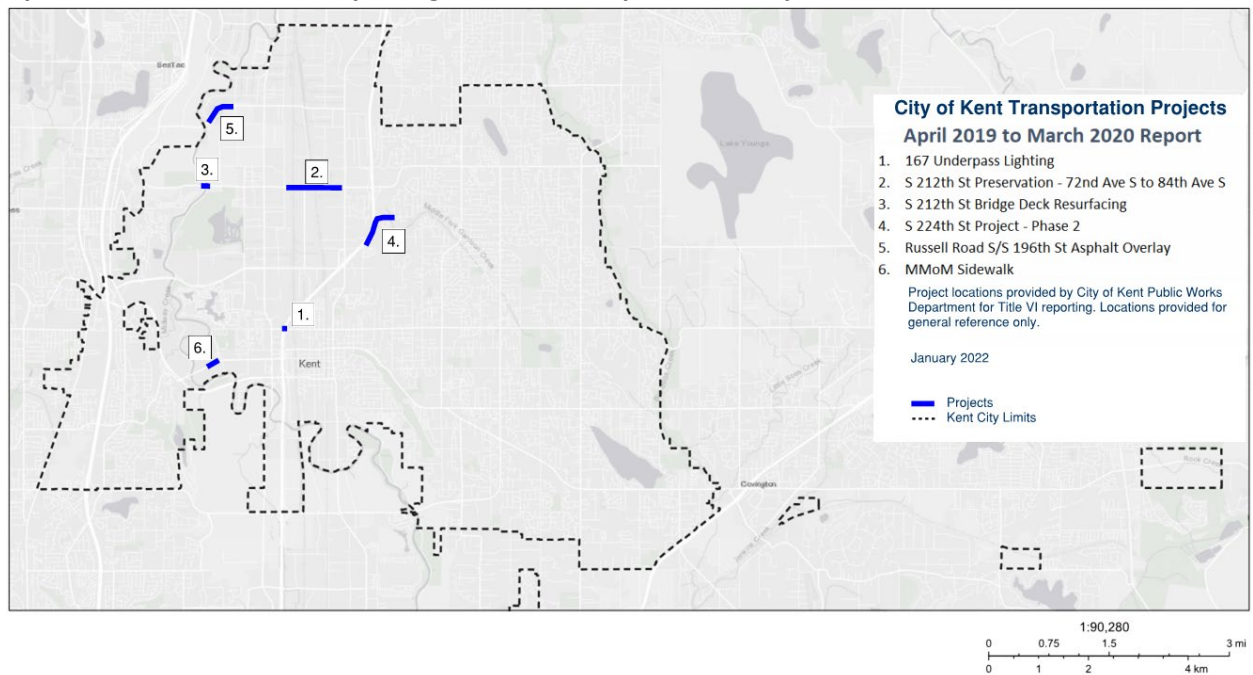 SeaTac
5.
3.
2.
4.
1.
6.
Kent
Lake Youngs
Covington
City of Kent Transportation Projects
April 2019 to March 2020 Report
1. 167 Underpass Lighting
2. S 212th St Preservation - 72nd Ave S to 84th Ave S
3. S 212th St Bridge Deck Resurfacing
4. S 224th St Project - Phase 2
5. Russell Road S/S 196th St Asphalt Overlay
6. MMoM Sidewalk
Project locations provided by City of Kent Public Works
Department for Title VI reporting. Locations provided for
general reference only.
January 2022
Projects
Kent City Limits
1:90,280
0 0.75 1.5 3 mi
0 1 2 4 km